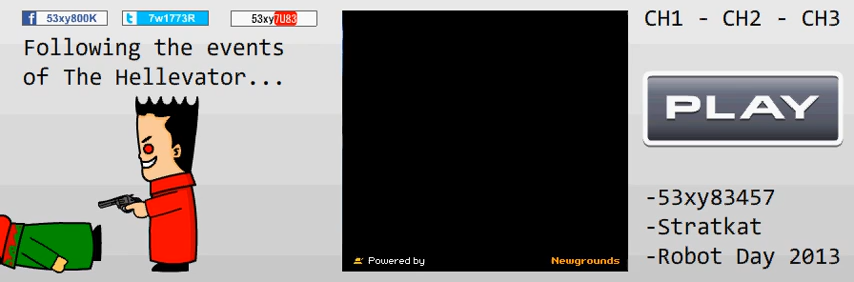 f 53xy800K
t 7w1773R
53xy7U83
Following the events
of The Hellevator...
Powered by
Newgrounds
CH1 - CH2 - CH3
PLAY
-53xy83457
-Stratkat
-Robot Day 2013